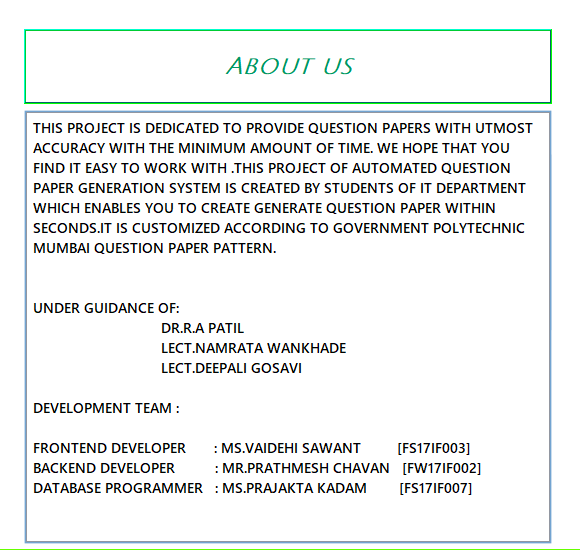 ABOUT US
THIS PROJECT IS DEDICATED TO PROVIDE QUESTION PAPERS WITH UTMOST
ACCURACY WITH THE MINIMUM AMOUNT OF TIME. WE HOPE THAT YOU
FIND IT EASY TO WORK WITH .THIS PROJECT OF AUTOMATED QUESTION
PAPER GENERATION SYSTEM IS CREATED BY STUDENTS OF IT DEPARTMENT
WHICH ENABLES YOU TO CREATE GENERATE QUESTION PAPER WITHIN
SECONDS.IT IS CUSTOMIZED ACCORDING TO GOVERNMENT POLYTECHNIC
MUMBAI QUESTION PAPER PATTERN.
UNDER GUIDANCE OF:
DR.R.A PATIL
LECT.NAMRATA WANKHADE
LECT.DEEPALI GOSAVI
DEVELOPMENT TEAM :
FRONTEND DEVELOPER : MS.VAIDEHI SAWANT [FS17IF003]
BACKEND DEVELOPER : MR.PRATHMESH CHAVAN [FW17IF002]
DATABASE PROGRAMMER : MS.PRAJAKTA KADAM [FS17IF007]